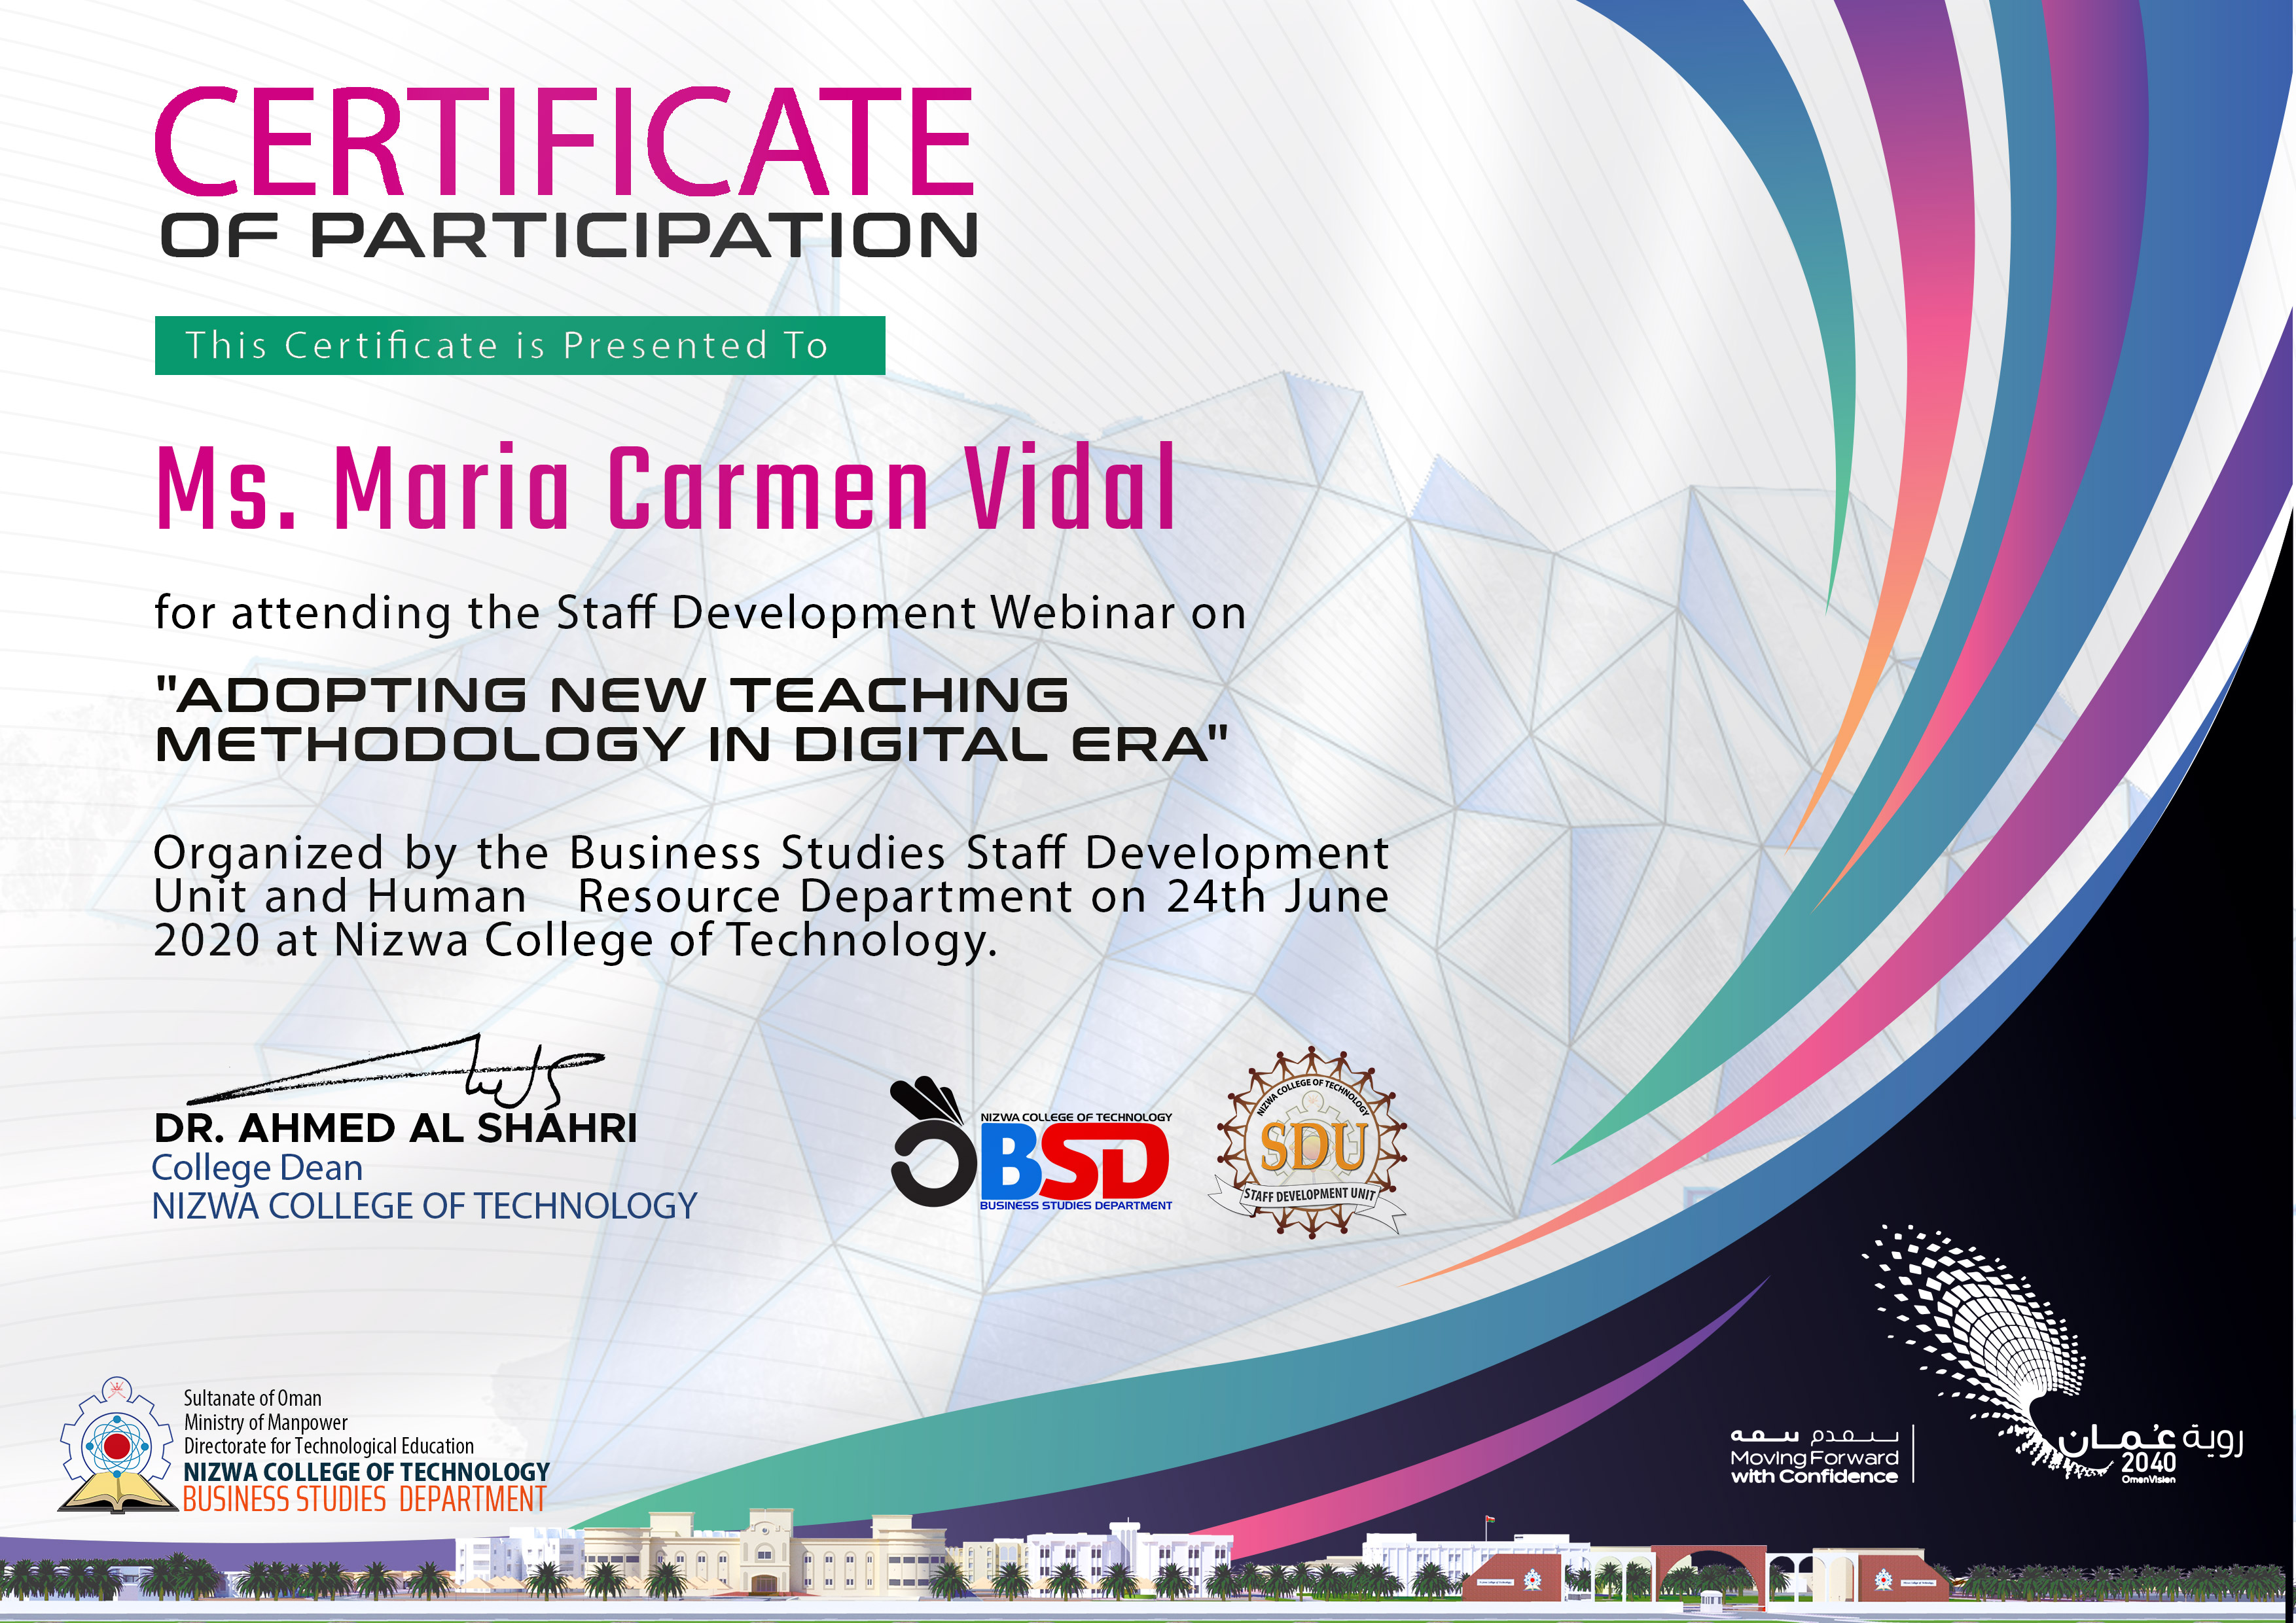 CERTIFICATE
OF PARTICIPATION
This Certificate is Presented To
Ms. Maria Carmen Vidal
for attending the Staff Development Webinar on
"ADOPTING NEW TEACHING
METHODOLOGY IN DIGITAL ERA"
Organized by the Business Studies Staff Development
Unit and Human Resource Department on 24th June
2020 at Nizwa College of Technology.
DR. AHMED AL SHAHRI
College Dean
NIZWA COLLEGE OF TECHNOLOGY
NIZWA COLLEGE OF TECHNOLOGY
BSD
BUSINESS STUDIES DEPARTMENT
NIZWA COLLEGE OF TECHNOLOGY
SDU
STAFF DEVELOPMENT UNIT
Sultanate of Oman
Ministry of Manpower
Directorate for Technological Education
NIZWA COLLEGE OF TECHNOLOGY
BUSINESS STUDIES DEPARTMENT
Moving Forward
with Confidence
رؤية عُمان
2040
OmanVision